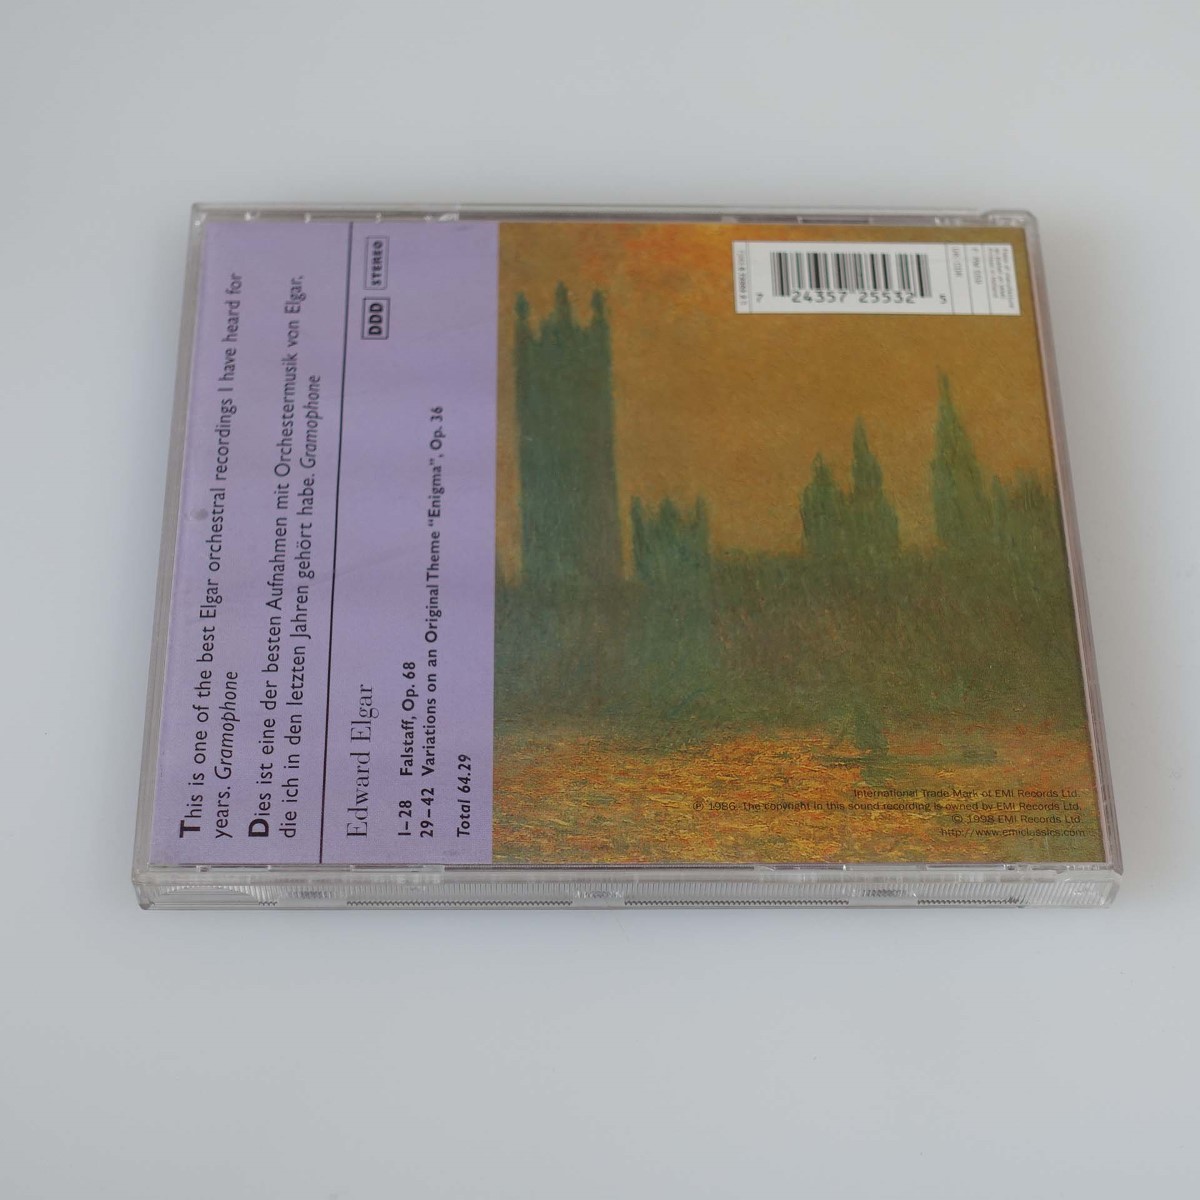 This is one of the best Elgar orchestral recordings I have heard for
years. Gramophone
Dies ist eine der besten Aufnahmen mit Orchestermusik von Elgar,
die ich in den letzten Jahren gehört habe. Gramophone
DDD STEREO
Edward Elgar
1–28 Falstaff, Op. 68
29–42 Variations on an Original Theme "Enigma", Op. 36
Total 64.29
24357 25532 5
International Trade Mark of EMI Records Ltd.
℗ 1986 The copyright in this sound recording is owned by EMI Records Ltd.
© 1998 EMI Records Ltd.
http://www.emiclassics.com